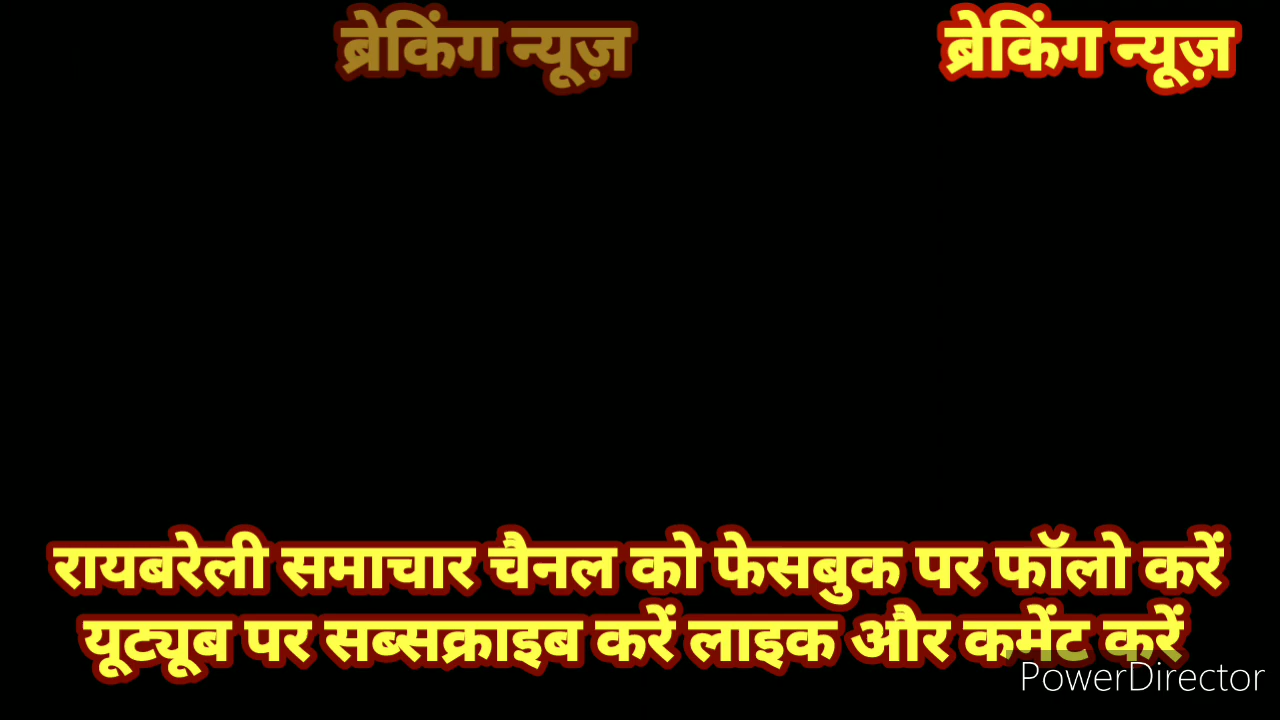 ब्रेकिंग न्यूज़ ब्रेकिंग न्यूज़
रायबरेली समाचार चैनल को फेसबुक पर फॉलो करें
यूट्यूब पर सब्सक्राइब करें लाइक और कमेंट करें
PowerDirector